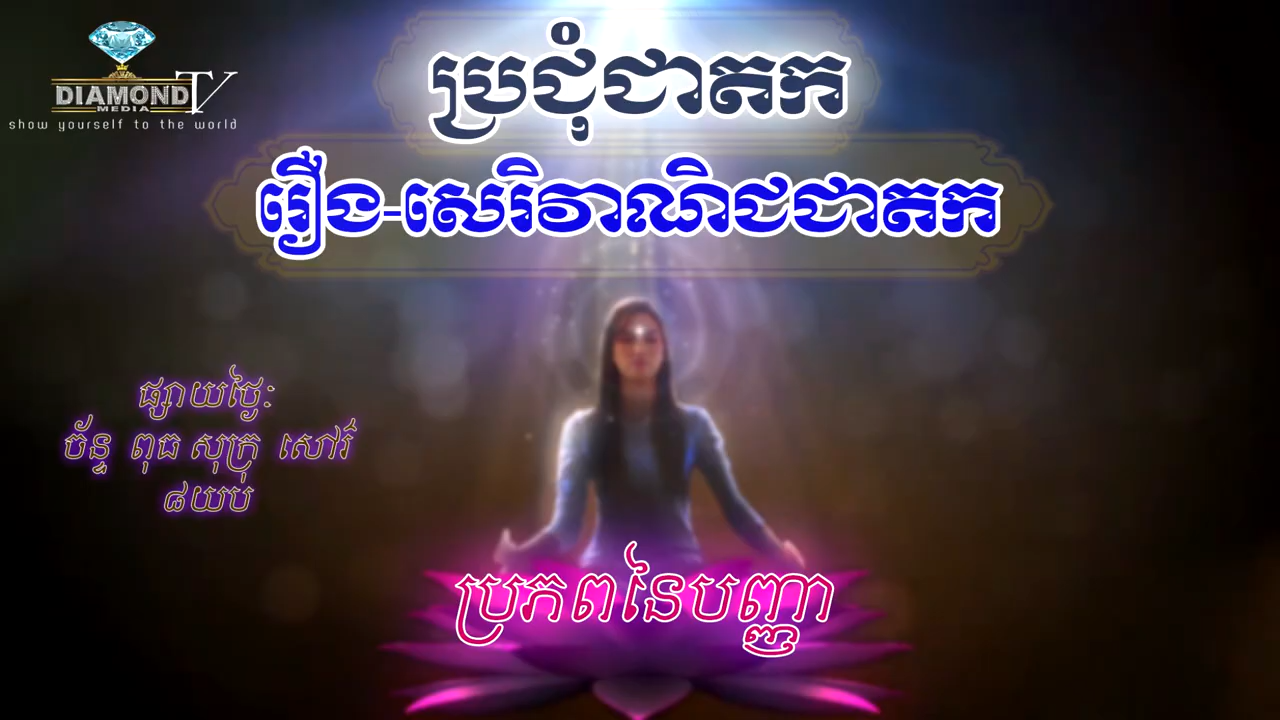 DIAMOND TV
MEDIA
show yourself to the world
ប្រជុំជាតក
រឿង-សេរិវាណិជជាតក
ផ្សាយថ្ងៃ:
ច័ន្ទ ពុធ សុក្រ សៅរ៍
៨យប់
ប្រភពនៃបញ្ញា